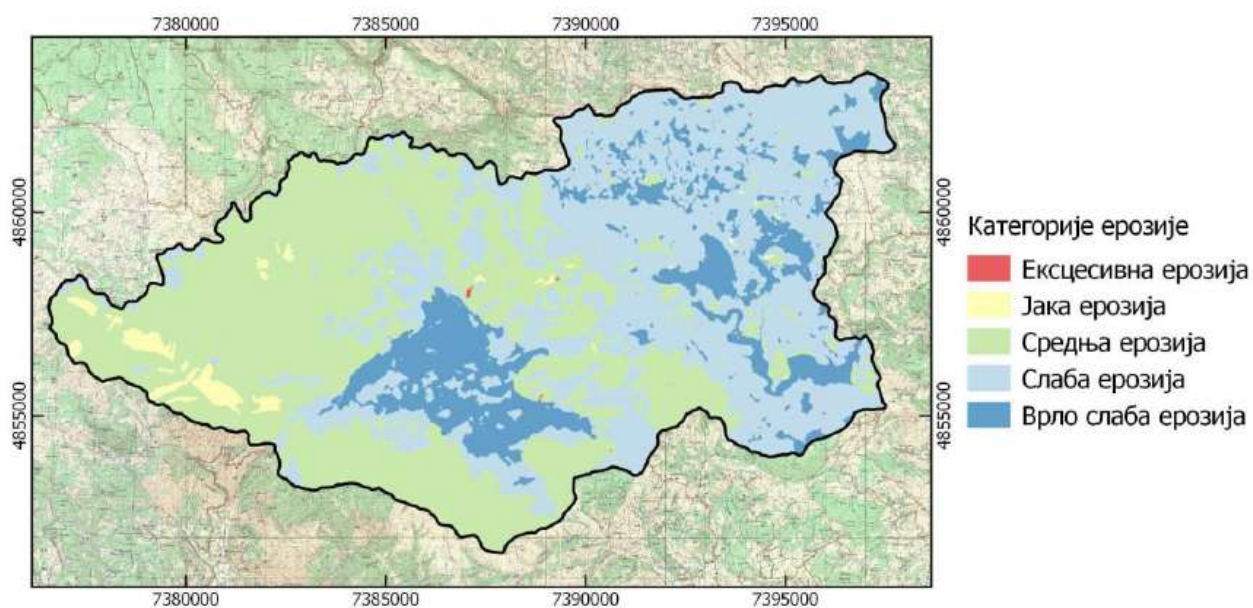 7380000 7385000 7390000 7395000
4860000 4860000
4855000 4855000
7380000 7385000 7390000 7395000
Категорије ерозије
Ексцесивна ерозија
Јака ерозија
Средња ерозија
Слаба ерозија
Врло слаба ерозија